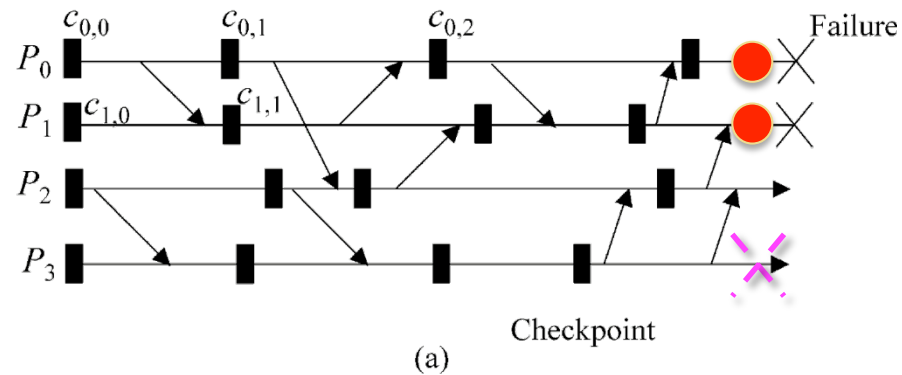 c0,0 c0,1 c0,2 Failure
P0
c1,0 c1,1
P1
P2
P3
Checkpoint
(a)